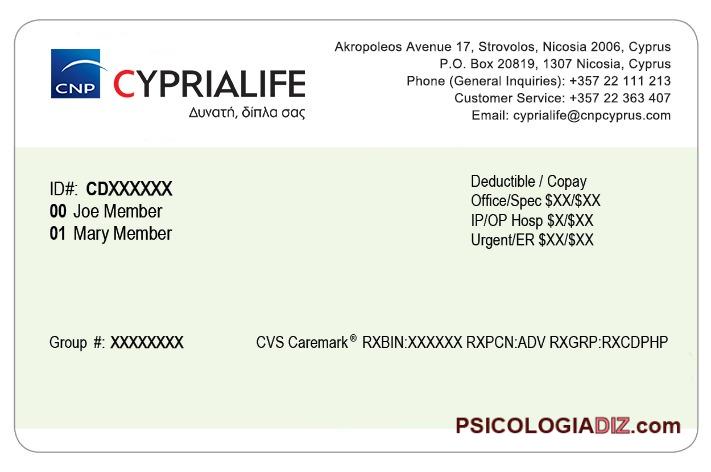 CNP
CYPRIALIFE
Δυνατή, δίπλα σας
Akropoleos Avenue 17, Strovolos, Nicosia 2006, Cyprus
P.O. Box 20819, 1307 Nicosia, Cyprus
Phone (General Inquiries): +357 22 111 213
Customer Service: +357 22 363 407
Email: cyprialife@cnpcyprus.com
ID#: CDXXXXXX
00 Joe Member
01 Mary Member
Deductible / Copay
Office/Spec $XX/$XX
IP/OP Hosp $X/$XX
Urgent/ER $XX/$XX
Group #: XXXXXXXX
CVS Caremark® RXBIN:XXXXXX RXPCN:ADV RXGRP:RXCDPHP
PSICOLOGIADIZ.com